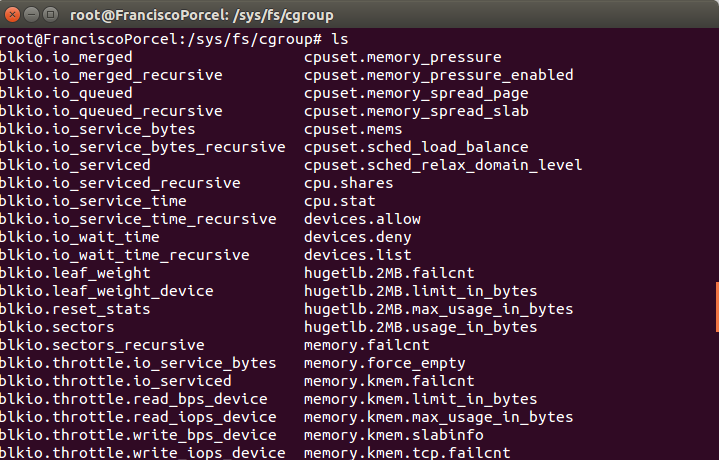 root@FranciscoPorcel: /sys/fs/cgroup
root@FranciscoPorcel:/sys/fs/cgroup# ls
blkio.io_merged cpuset.memory_pressure
blkio.io_merged_recursive cpuset.memory_pressure_enabled
blkio.io_queued cpuset.memory_spread_page
blkio.io_queued_recursive cpuset.memory_spread_slab
blkio.io_service_bytes cpuset.mems
blkio.io_service_bytes_recursive cpuset.sched_load_balance
blkio.io_serviced cpuset.sched_relax_domain_level
blkio.io_serviced_recursive cpu.shares
blkio.io_service_time cpu.stat
blkio.io_service_time_recursive devices.allow
blkio.io_wait_time devices.deny
blkio.io_wait_time_recursive devices.list
blkio.leaf_weight hugetlb.2MB.failcnt
blkio.leaf_weight_device hugetlb.2MB.limit_in_bytes
blkio.reset_stats hugetlb.2MB.max_usage_in_bytes
blkio.sectors hugetlb.2MB.usage_in_bytes
blkio.sectors_recursive memory.failcnt
blkio.throttle.io_service_bytes memory.force_empty
blkio.throttle.io_serviced memory.kmem.failcnt
blkio.throttle.read_bps_device memory.kmem.limit_in_bytes
blkio.throttle.read_iops_device memory.kmem.max_usage_in_bytes
blkio.throttle.write_bps_device memory.kmem.slabinfo
blkio.throttle.write_iops_device memory.kmem.tcp.failcnt